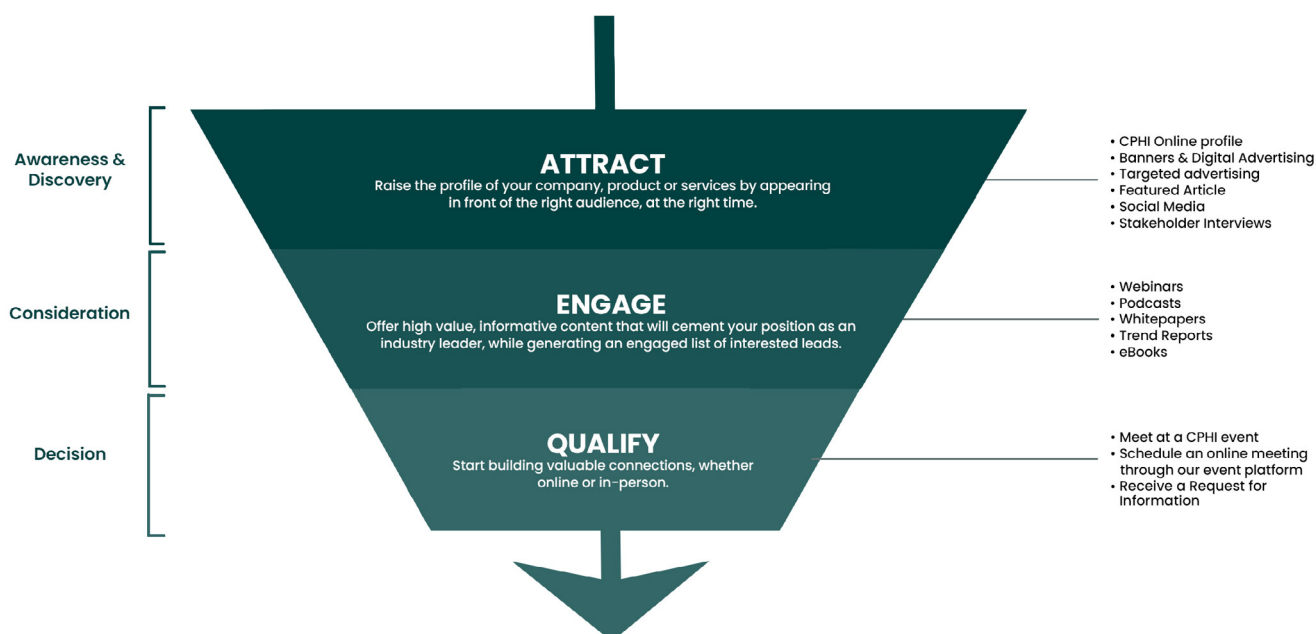 Awareness &
Discovery
ATTRACT
Raise the profile of your company, product or services by appearing
in front of the right audience, at the right time.
• CPHI Online profile
• Banners & Digital Advertising
• Targeted advertising
• Featured Article
• Social Media
• Stakeholder Interviews
Consideration
ENGAGE
Offer high value, informative content that will cement your position as an
industry leader, while generating an engaged list of interested leads.
• Webinars
• Podcasts
• Whitepapers
• Trend Reports
• eBooks
Decision
QUALIFY
Start building valuable connections, whether
online or in-person.
• Meet at a CPHI event
• Schedule an online meeting
through our event platform
• Receive a Request for
Information